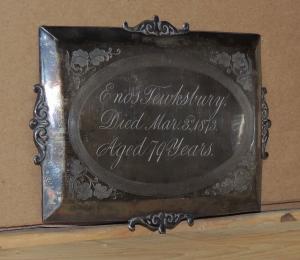 Enos Tewksbury.
Died Mar. 5, 1873.
Aged 79 Years.